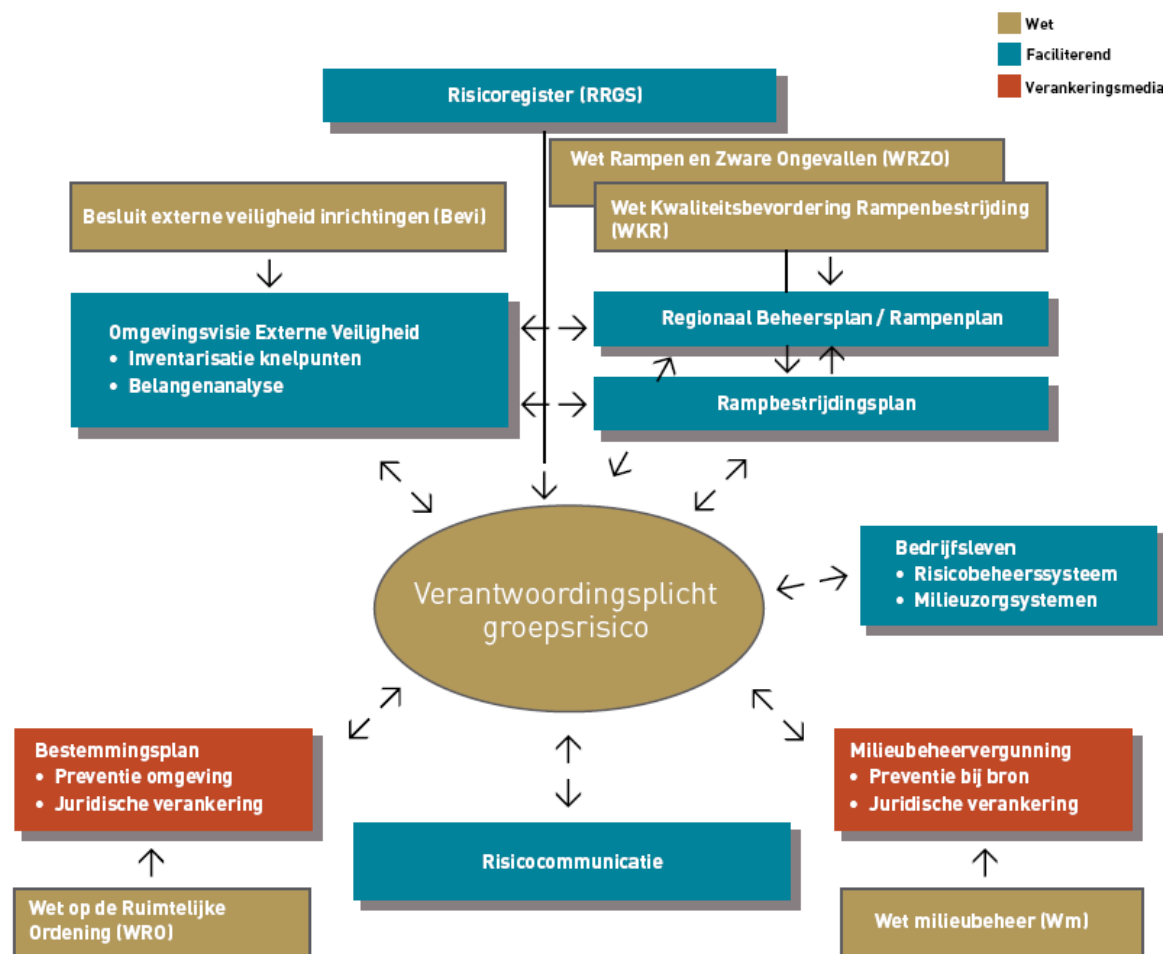 Wet
Faciliterend
Verankeringsmedia
Risicoregister (RRGS)
Wet Rampen en Zware Ongevallen (WRZO)
Besluit externe veiligheid inrichtingen (Bevi)
Wet Kwaliteitsbevordering Rampenbestrijding
(WKR)
Omgevingsvisie Externe Veiligheid
• Inventarisatie knelpunten
• Belangenanalyse
Regionaal Beheersplan / Rampenplan
Rampbestrijdingsplan
Verantwoordingsplicht
groepsrisico
Bedrijfsleven
• Risicobeheerssysteem
• Milieuzorgsystemen
Bestemmingsplan
• Preventie omgeving
• Juridische verankering
Milieubeheervergunning
• Preventie bij bron
• Juridische verankering
Risicocommunicatie
Wet op de Ruimtelijke
Ordening (WRO)
Wet milieubeheer (Wm)